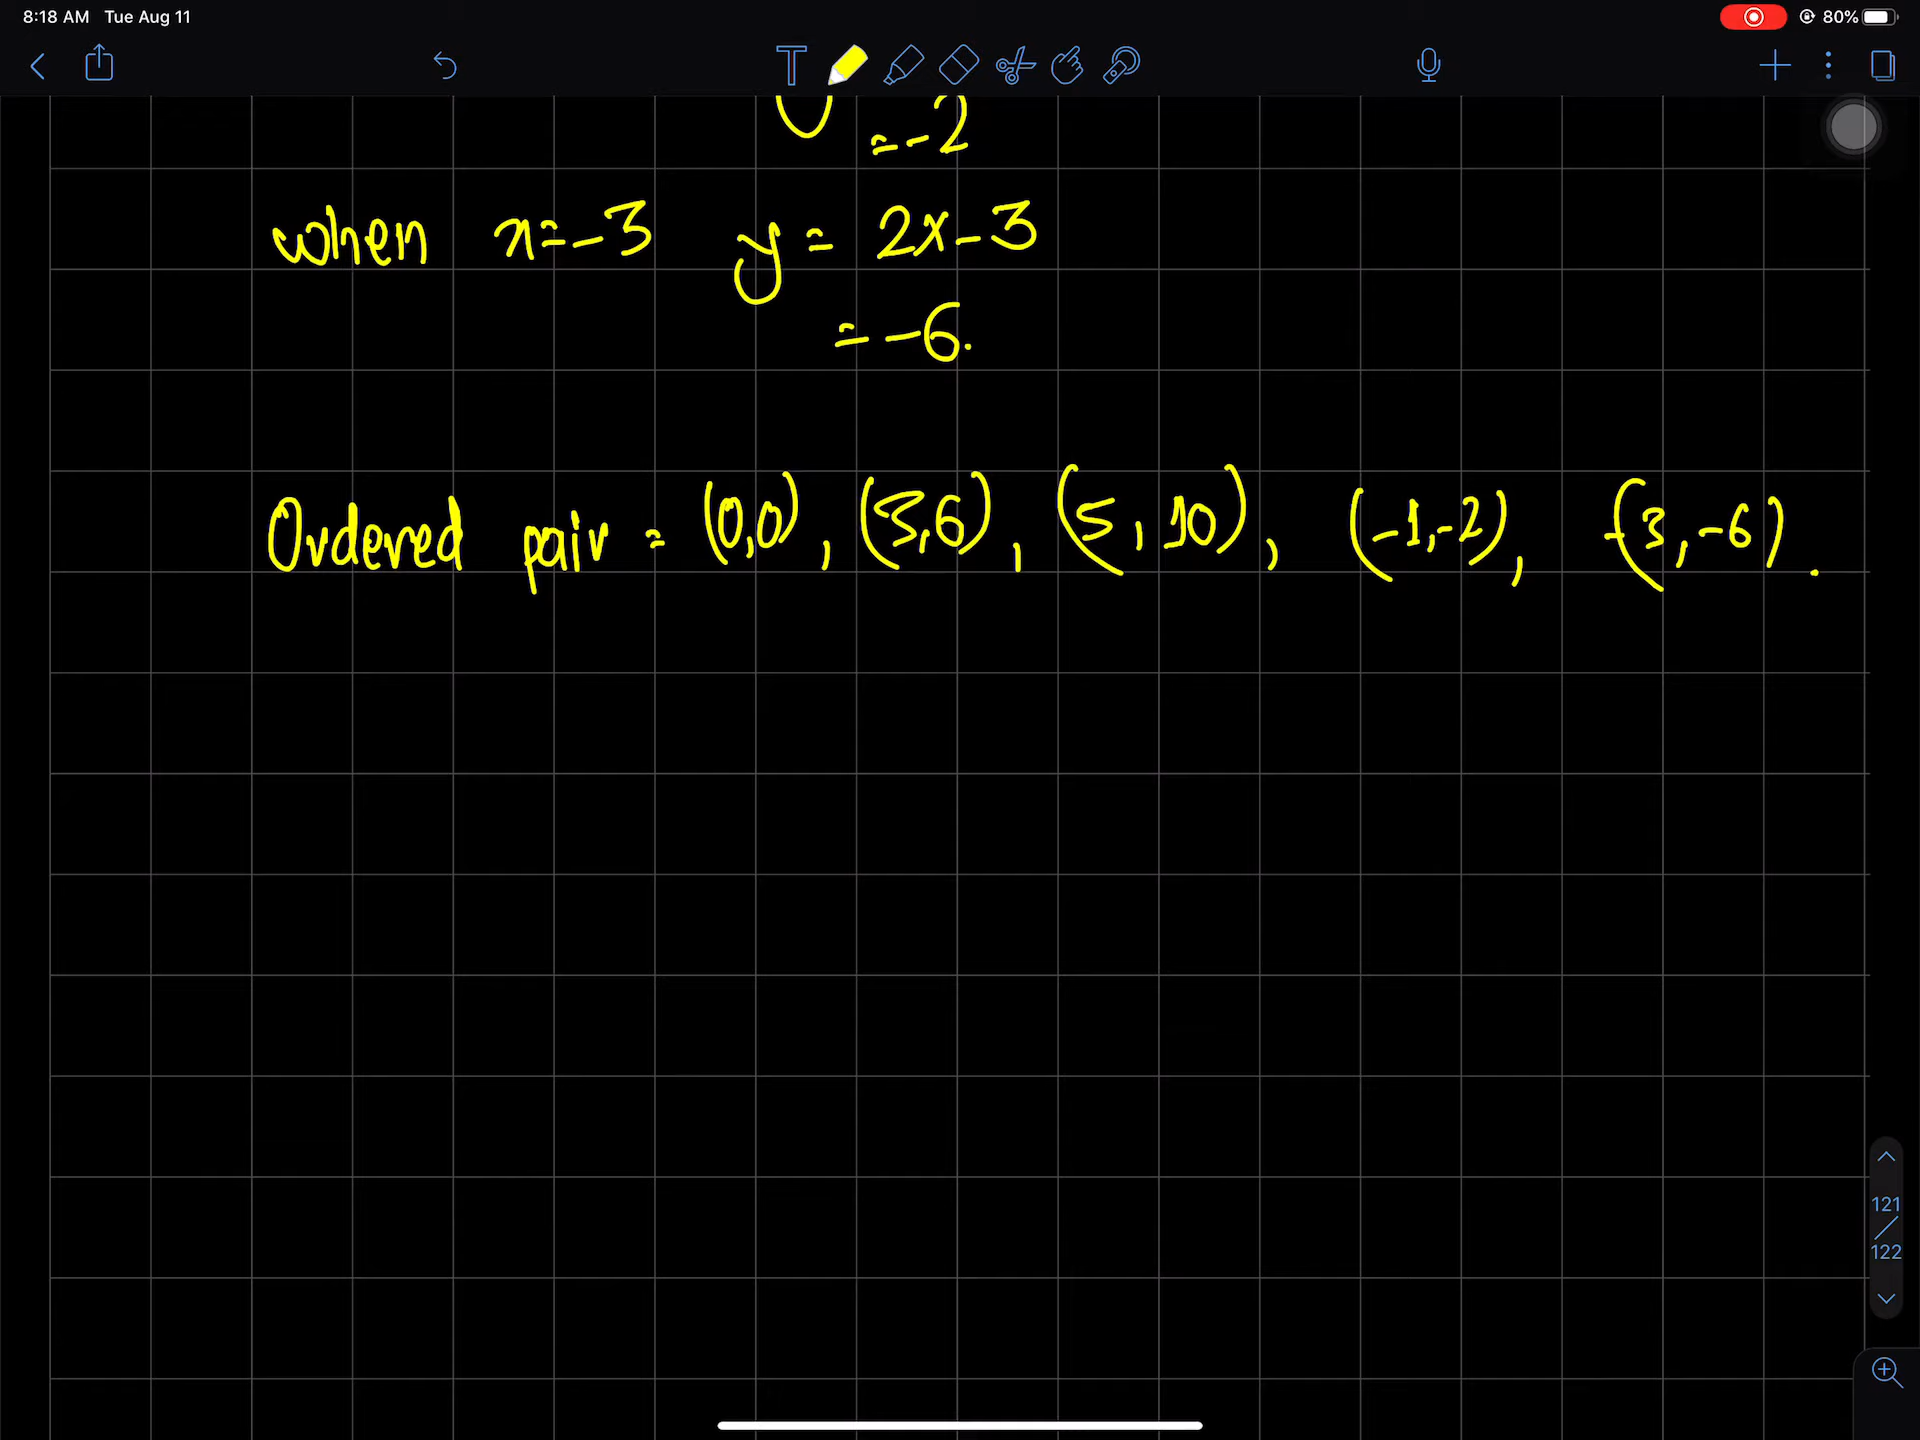 8:18 AM Tue Aug 11 80%
T
= -2
when x = -3 y = 2x-3
= -6.
Ordered pair = (0,0), (3,6), (5, 10), (-1,-2), -(3, -6).
121
122